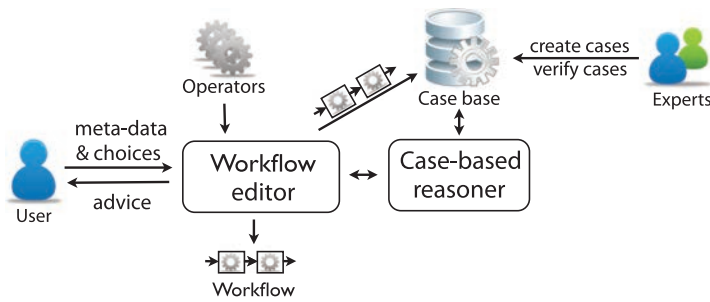 Operators
create cases
verify cases
Case base
Experts
meta-data
& choices
Workflow
editor
Case-based
reasoner
advice
User
Workflow